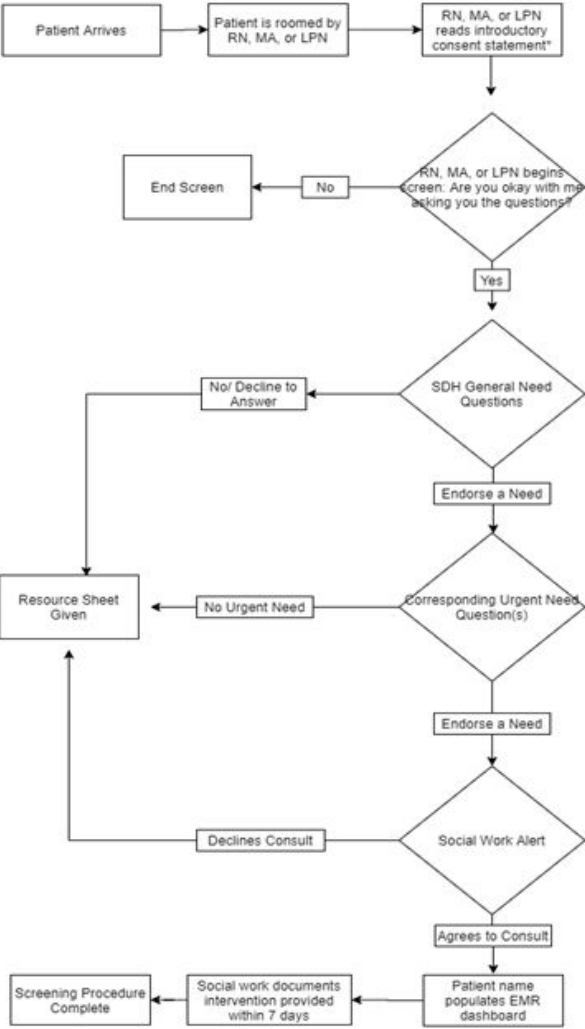 Patient Arrives
Patient is roomed by
RN, MA, or LPN
RN, MA, or LPN
reads introductory
consent statement*
RN, MA, or LPN begins
screen: Are you okay with me
asking you the questions?
No
End Screen
Yes
SDH General Need
Questions
No/ Decline to
Answer
Endorse a Need
Corresponding Urgent Need
Question(s)
No Urgent Need
Resource Sheet
Given
Endorse a Need
Social Work Alert
Declines Consult
Agrees to Consult
Patient name
populates EMR
dashboard
Social work documents
intervention provided
within 7 days
Screening Procedure
Complete